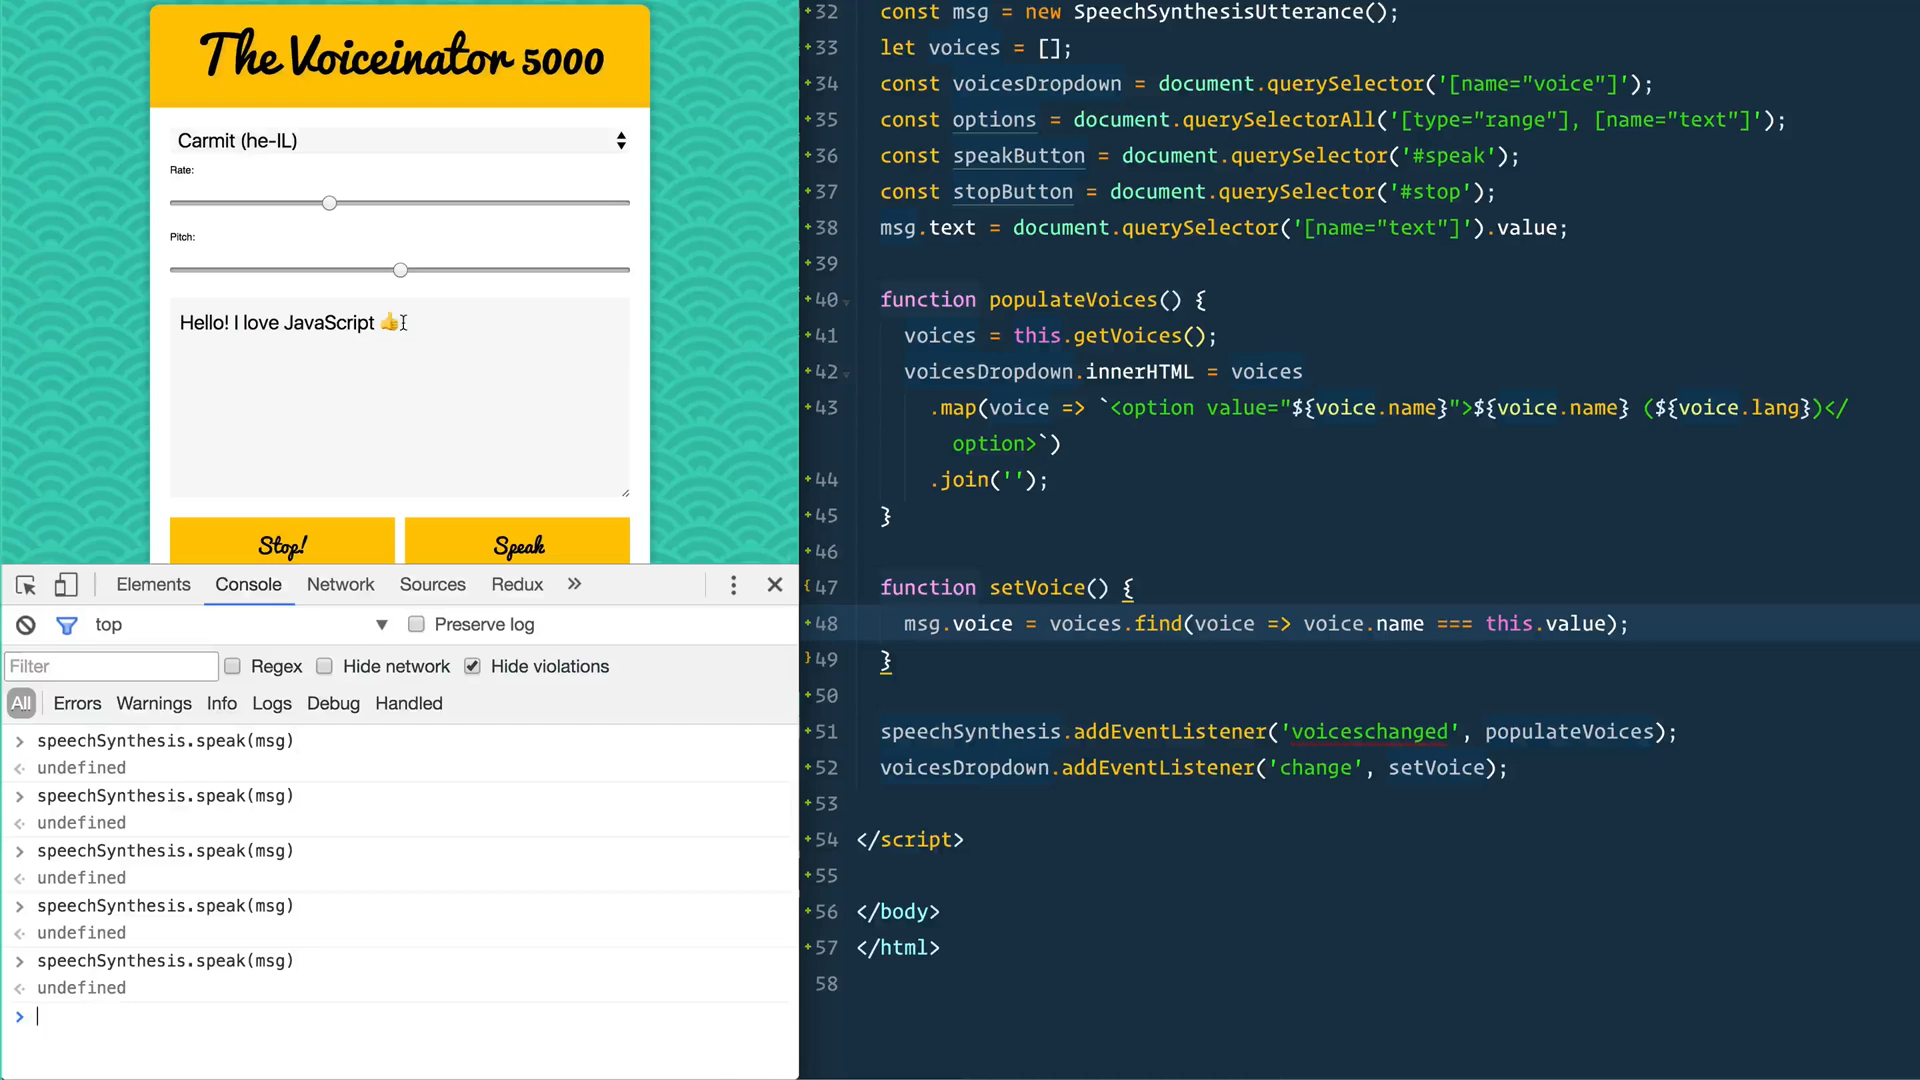 The Voiceinator 5000
Carmit (he-IL)
Rate:
Pitch:
Hello! I love JavaScript 👍
Stop!
Speak
Elements Console Network Sources Redux »
top Preserve log
Filter Regex Hide network Hide violations
All Errors Warnings Info Logs Debug Handled
> speechSynthesis.speak(msg)
undefined
> speechSynthesis.speak(msg)
undefined
> speechSynthesis.speak(msg)
undefined
> speechSynthesis.speak(msg)
undefined
> speechSynthesis.speak(msg)
undefined
>
32 const msg = new SpeechSynthesisUtterance();
33 let voices = [];
34 const voicesDropdown = document.querySelector('[name="voice"]');
35 const options = document.querySelectorAll('[type="range"], [name="text"]');
36 const speakButton = document.querySelector('#speak');
37 const stopButton = document.querySelector('#stop');
38 msg.text = document.querySelector('[name="text"]').value;
39
40 function populateVoices() {
41 voices = this.getVoices();
42 voicesDropdown.innerHTML = voices
43 .map(voice => `<option value="${voice.name}">${voice.name} (${voice.lang})</
option>`)
44 .join('');
45 }
46
47 function setVoice() {
48 msg.voice = voices.find(voice => voice.name === this.value);
49 }
50
51 speechSynthesis.addEventListener('voiceschanged', populateVoices);
52 voicesDropdown.addEventListener('change', setVoice);
53
54 </script>
55
56 </body>
57 </html>
58